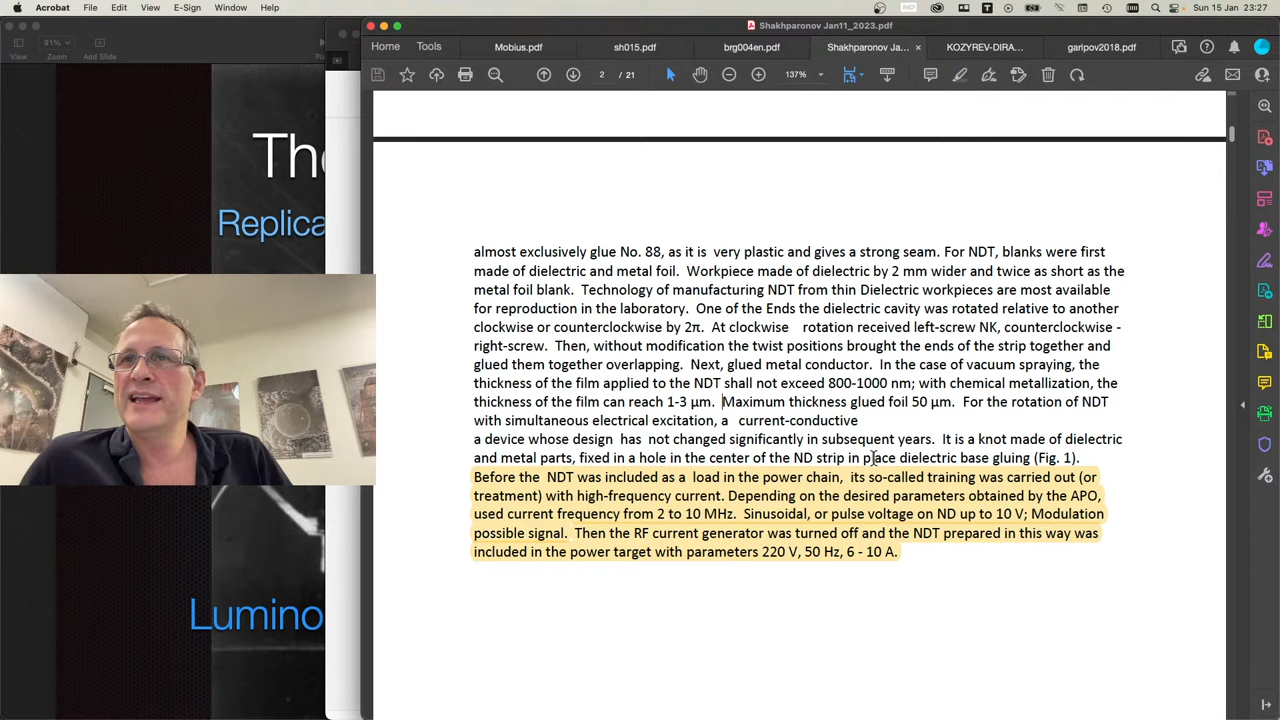 Acrobat File Edit E-Sign Window Help
Sun 15 Jan 23:27
Shakhparonov Jan11_2023.pdf
91%
View Zoom Add Slide
Home Tools Mobius.pdf sh015.pdf brg004en.pdf Shakhparonov Ja... × KOZYREV-DIRA... garipov2018.pdf
2 / 21 137%
Replica
Lumino
almost exclusively glue No. 88, as it is very plastic and gives a strong seam. For NDT, blanks were first
made of dielectric and metal foil. Workpiece made of dielectric by 2 mm wider and twice as short as the
metal foil blank. Technology of manufacturing NDT from thin Dielectric workpieces are most available
for reproduction in the laboratory. One of the Ends the dielectric cavity was rotated relative to another
clockwise or counterclockwise by 2π. At clockwise rotation received left-screw NK, counterclockwise -
right-screw. Then, without modification the twist positions brought the ends of the strip together and
glued them together overlapping. Next, glued metal conductor. In the case of vacuum spraying, the
thickness of the film applied to the NDT shall not exceed 800-1000 nm; with chemical metallization, the
thickness of the film can reach 1-3 μm. Maximum thickness glued foil 50 μm. For the rotation of NDT
with simultaneous electrical excitation, a current-conductive
a device whose design has not changed significantly in subsequent years. It is a knot made of dielectric
and metal parts, fixed in a hole in the center of the ND strip in place dielectric base gluing (Fig. 1).
Before the NDT was included as a load in the power chain, its so-called training was carried out (or
treatment) with high-frequency current. Depending on the desired parameters obtained by the APO,
used current frequency from 2 to 10 MHz. Sinusoidal, or pulse voltage on ND up to 10 V; Modulation
possible signal. Then the RF current generator was turned off and the NDT prepared in this way was
included in the power target with parameters 220 V, 50 Hz, 6 - 10 A.